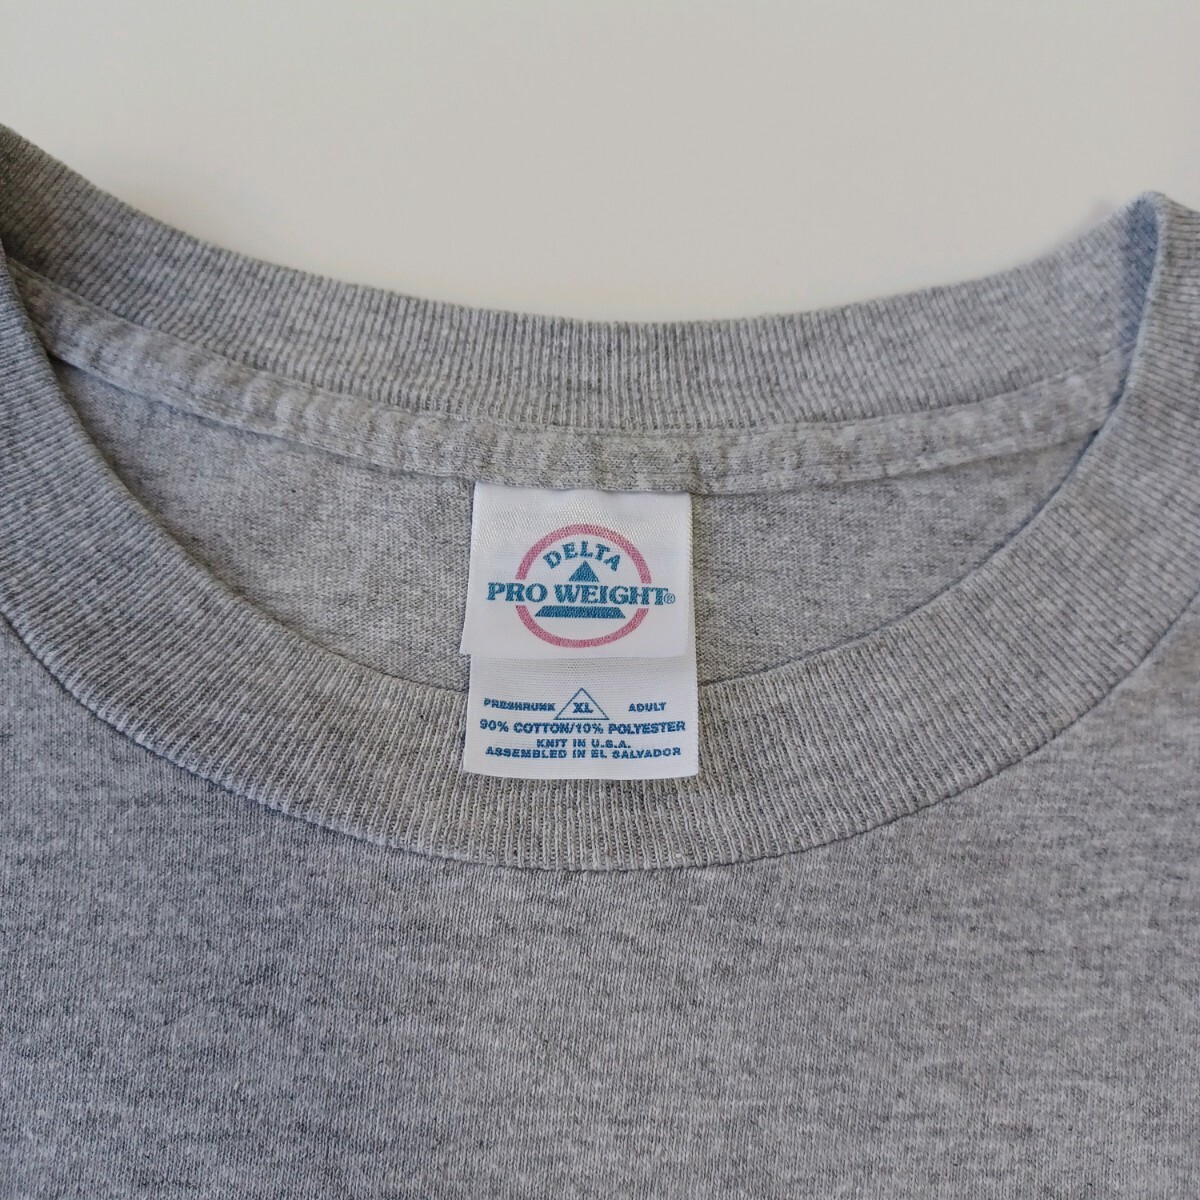 DELTA
PRO WEIGHT®
PRESHRUNK XL ADULT
90% COTTON/10% POLYESTER
KNIT IN U.S.A.
ASSEMBLED IN EL SALVADOR